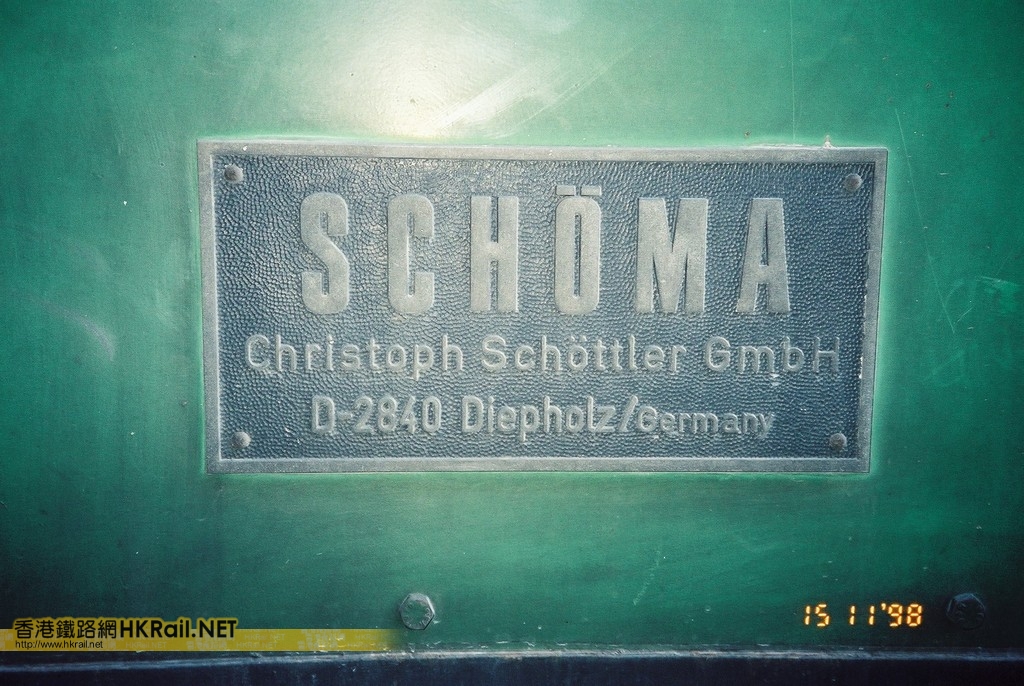 SCHÖMA
Christoph Schöttler GmbH
D-2840 Diepholz/Germany
15 11'98
香港鐵路網HKRail.NET
http://www.hkrail.net